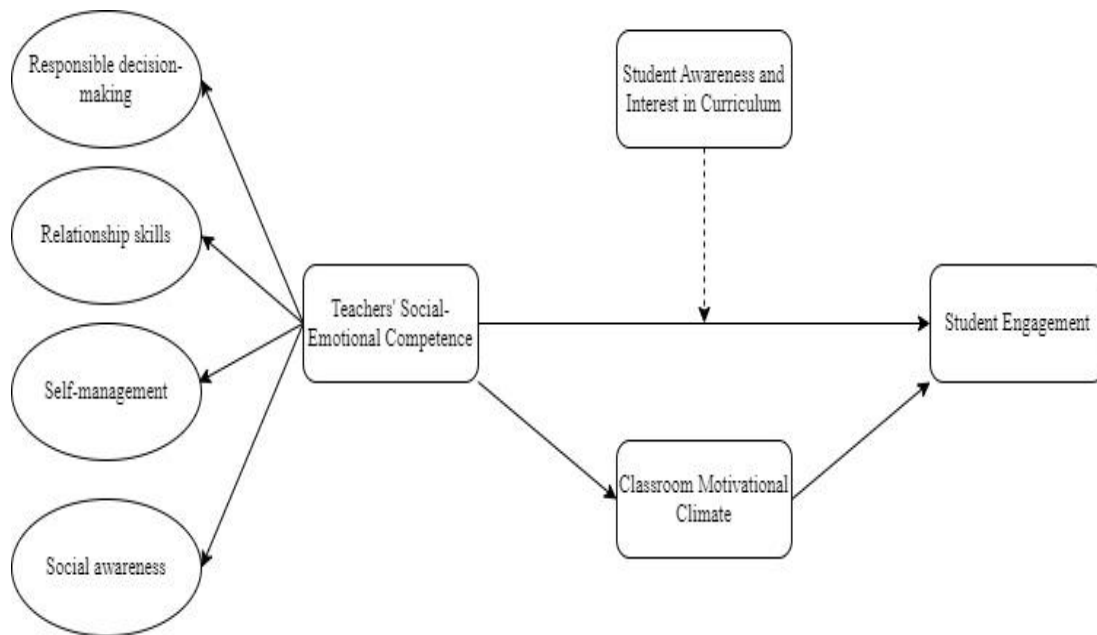 Responsible decision-
making
Student Awareness and
Interest in Curriculum
Relationship skills
Teachers' Social-
Emotional Competence
Student Engagement
Self-management
Classroom Motivational
Climate
Social awareness